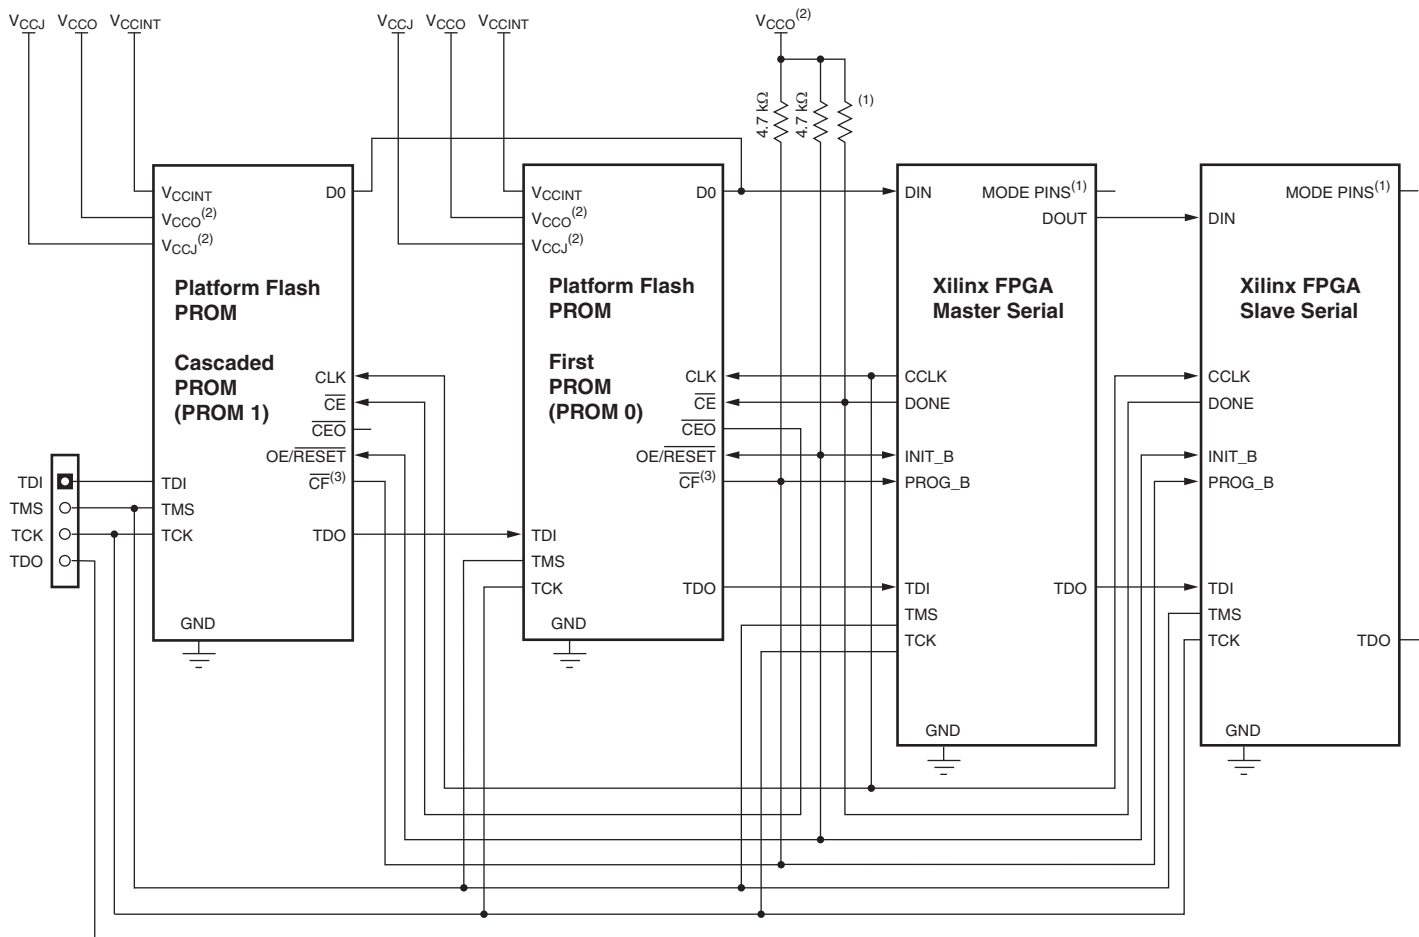 VCCJ VCCO VCCINT
VCCJ VCCO VCCINT
VCCO(2)
4.7 kΩ
4.7 kΩ
(1)
VCCINT
VCCO(2)
VCCJ(2)
D0
Platform Flash
PROM
Cascaded
PROM
(PROM 1)
CLK
CE
CEO
OE/RESET
CF(3)
TDI
TMS
TCK
TDO
GND
TDI
TMS
TCK
TDO
VCCINT
VCCO(2)
VCCJ(2)
D0
Platform Flash
PROM
First
PROM
(PROM 0)
CLK
CE
CEO
OE/RESET
CF(3)
TDI
TMS
TCK
TDO
GND
DIN
MODE PINS(1)
DOUT
Xilinx FPGA
Master Serial
CCLK
DONE
INIT_B
PROG_B
TDI
TMS
TCK
TDO
GND
MODE PINS(1)
DIN
Xilinx FPGA
Slave Serial
CCLK
DONE
INIT_B
PROG_B
TDI
TMS
TCK
TDO
GND